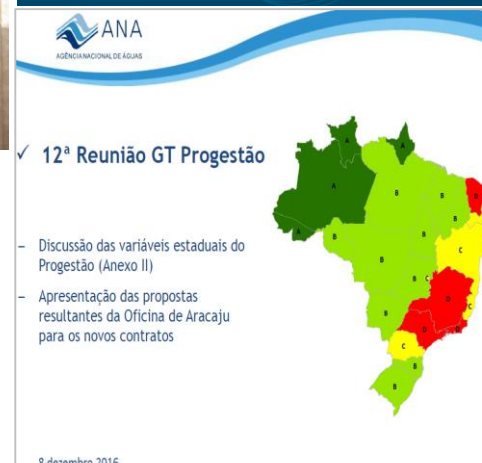 ANA
AGÊNCIA NACIONAL DE ÁGUAS
✓ 12ª Reunião GT Progestão
– Discussão das variáveis estaduais do
Progestão (Anexo II)
– Apresentação das propostas
resultantes da Oficina de Aracaju
para os novos contratos
A
A
A
A
B
B
B
B
B
B
B
B
B
B
B
C
C
C
C
D
D
D
D
8 dezembro 2016